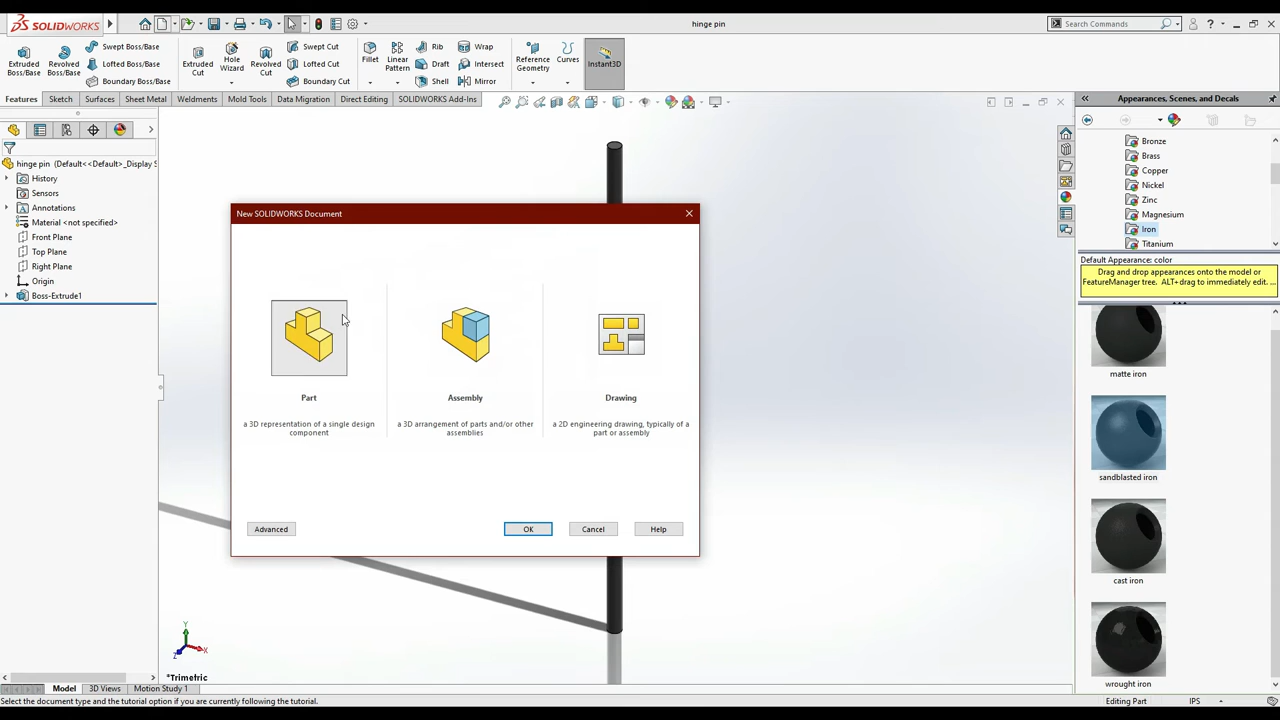 SOLIDWORKS
hinge pin
Search Commands
Extruded Boss/Base
Revolved Boss/Base
Swept Boss/Base
Lofted Boss/Base
Boundary Boss/Base
Extruded Cut
Hole Wizard
Revolved Cut
Swept Cut
Lofted Cut
Boundary Cut
Fillet
Linear Pattern
Rib
Draft
Shell
Wrap
Intersect
Mirror
Reference Geometry
Curves
Instant3D
Features
Sketch
Surfaces
Sheet Metal
Weldments
Mold Tools
Data Migration
Direct Editing
SOLIDWORKS Add-Ins
hinge pin (Default<<Default>_Display S
History
Sensors
Annotations
Material <not specified>
Front Plane
Top Plane
Right Plane
Origin
Boss-Extrude1
New SOLIDWORKS Document
Part
a 3D representation of a single design
component
Assembly
a 3D arrangement of parts and/or other
assemblies
Drawing
a 2D engineering drawing, typically of a
part or assembly
Advanced
OK
Cancel
Help
Y
X
Z
*Trimetric
Appearances, Scenes, and Decals
Bronze
Brass
Copper
Nickel
Zinc
Magnesium
Iron
Titanium
Default Appearance: color
Drag and drop appearances onto the model or
FeatureManager tree. ALT+drag to immediately edit. ...
matte iron
sandblasted iron
cast iron
wrought iron
Model
3D Views
Motion Study 1
Select the document type and the tutorial option if you are currently following the tutorial.
Editing Part
IPS